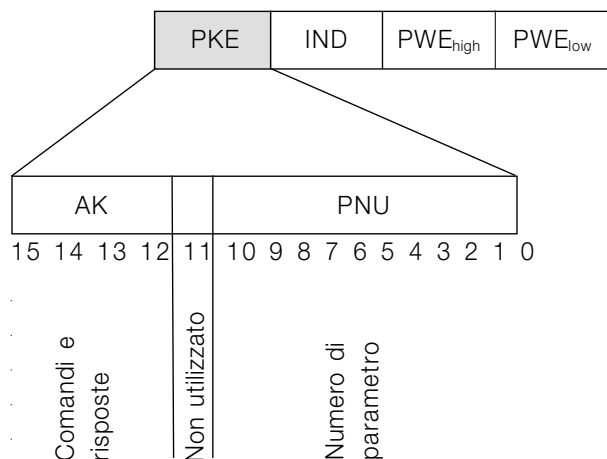 PKE IND PWEhigh PWElow
AK PNU
15 14 13 12 11 10 9 8 7 6 5 4 3 2 1 0
Comandi e
risposte
Non utilizzato
Numero di
parametro